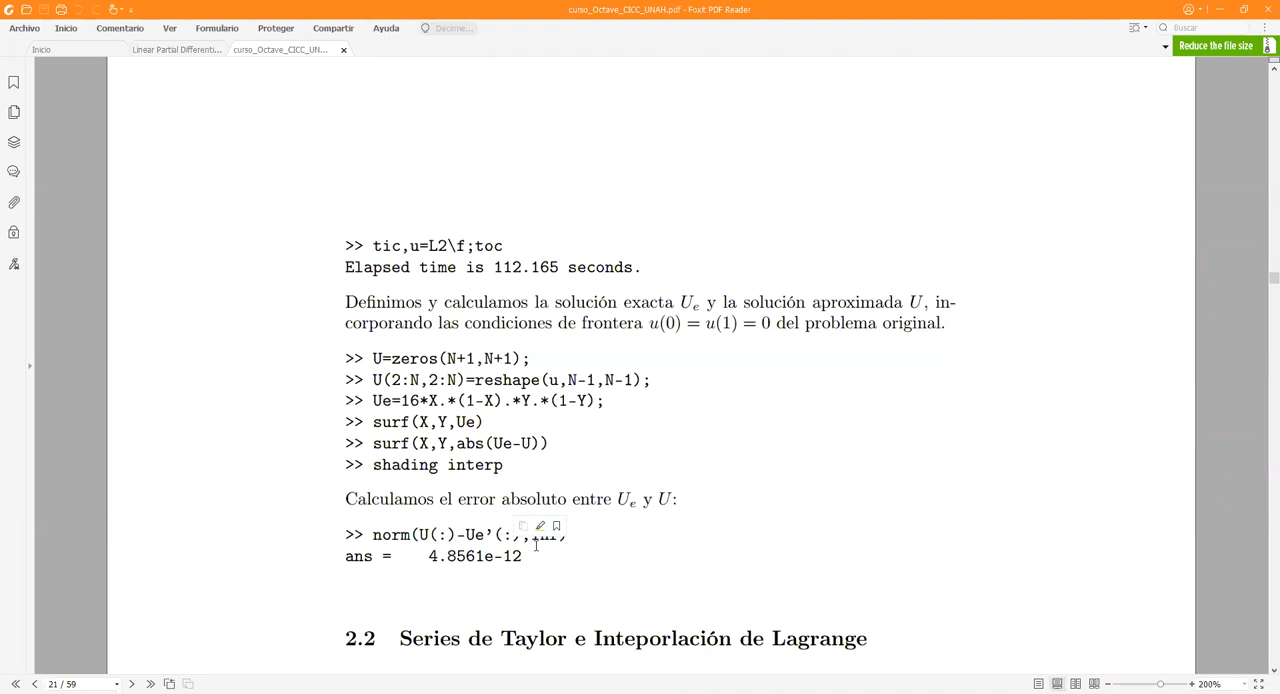 curso_Octave_CICC_UNAH.pdf - Foxit PDF Reader
Archivo Inicio Comentario Ver Formulario Proteger Compartir Ayuda Decirme... Buscar
Inicio Linear Partial Differenti... curso_Octave_CICC_UN...
Reduce the file size
>> tic,u=L2\f;toc
Elapsed time is 112.165 seconds.
Definimos y calculamos la solución exacta Ue y la solución aproximada U, in-
corporando las condiciones de frontera u(0) = u(1) = 0 del problema original.
>> U=zeros(N+1,N+1);
>> U(2:N,2:N)=reshape(u,N-1,N-1);
>> Ue=16*X.*(1-X).*Y.*(1-Y);
>> surf(X,Y,Ue)
>> surf(X,Y,abs(Ue-U))
>> shading interp
Calculamos el error absoluto entre Ue y U:
>> norm(U(:)-Ue’(:),Inf)
ans = 4.8561e-12
2.2 Series de Taylor e Inteporlación de Lagrange
21 / 59
200%